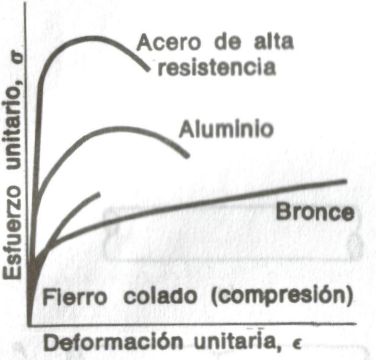 Esfuerzo unitario, σ
Acero de alta
resistencia
Aluminio
Bronce
Fierro colado (compresión)
Deformación unitaria, ϵ